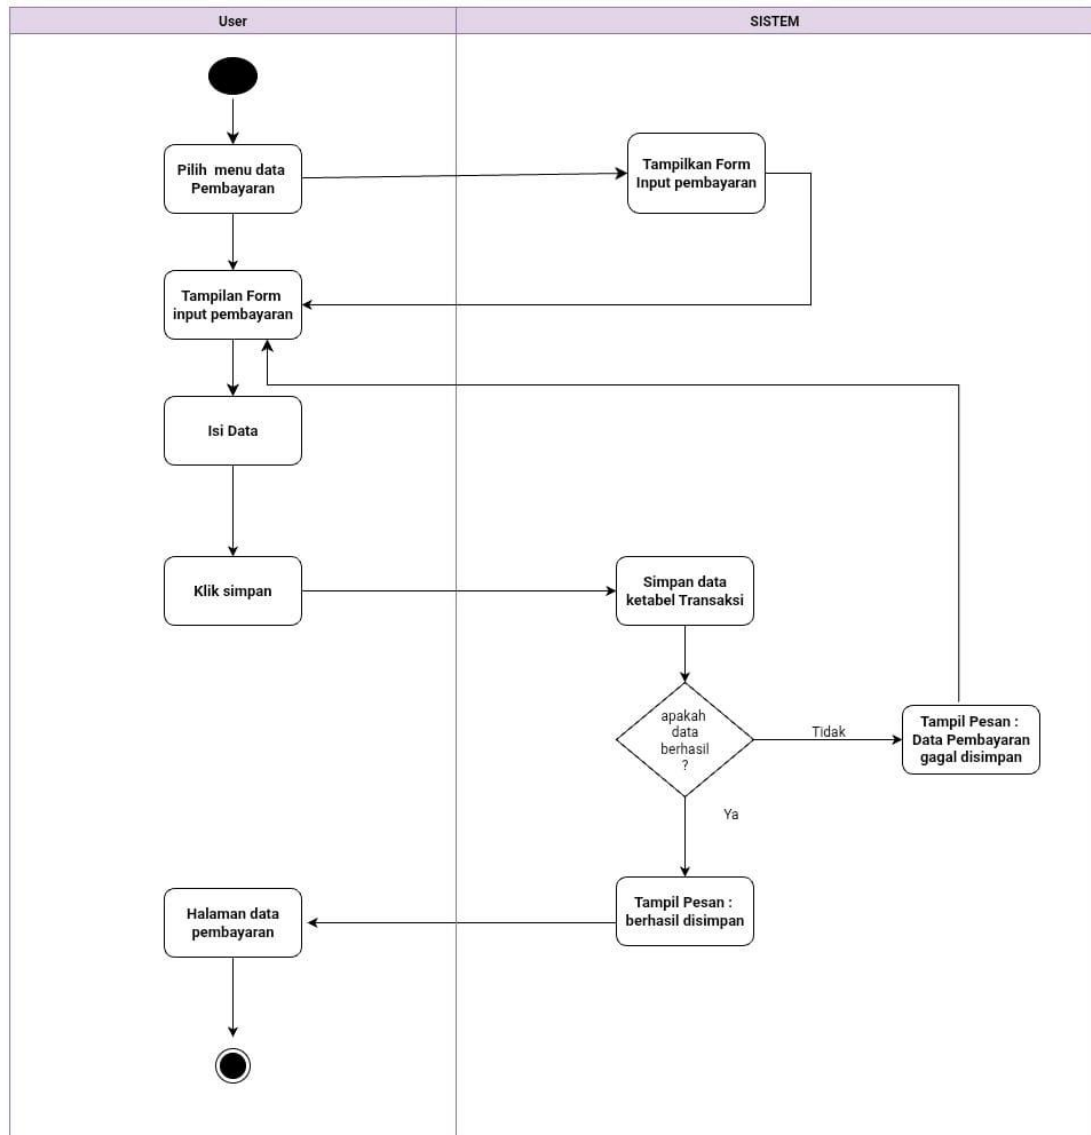 User
SISTEM
Pilih menu data
Pembayaran
Tampilkan Form
Input pembayaran
Tampilan Form
input pembayaran
Isi Data
Klik simpan
Simpan data
ketabel Transaksi
apakah
data
berhasil
?
Tidak
Tampil Pesan :
Data Pembayaran
gagal disimpan
Ya
Tampil Pesan :
berhasil disimpan
Halaman data
pembayaran